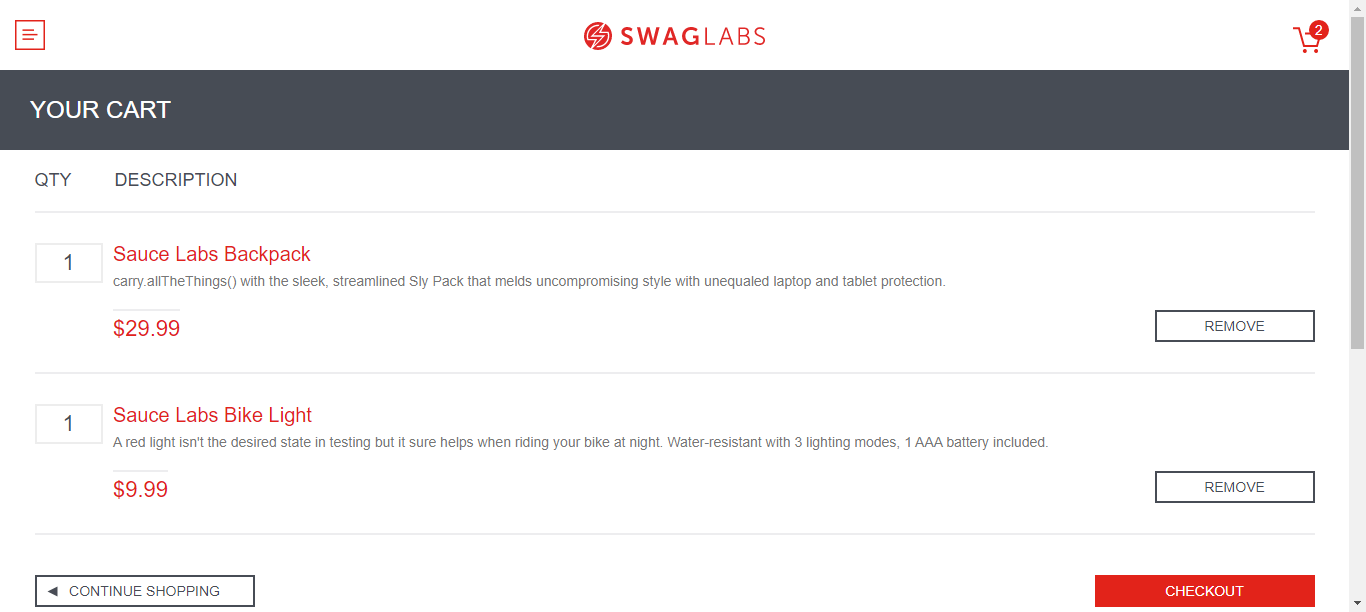 SWAGLABS
2
YOUR CART
QTY DESCRIPTION
1 Sauce Labs Backpack
carry.allTheThings() with the sleek, streamlined Sly Pack that melds uncompromising style with unequaled laptop and tablet protection.
$29.99 REMOVE
1 Sauce Labs Bike Light
A red light isn't the desired state in testing but it sure helps when riding your bike at night. Water-resistant with 3 lighting modes, 1 AAA battery included.
$9.99 REMOVE
CONTINUE SHOPPING CHECKOUT